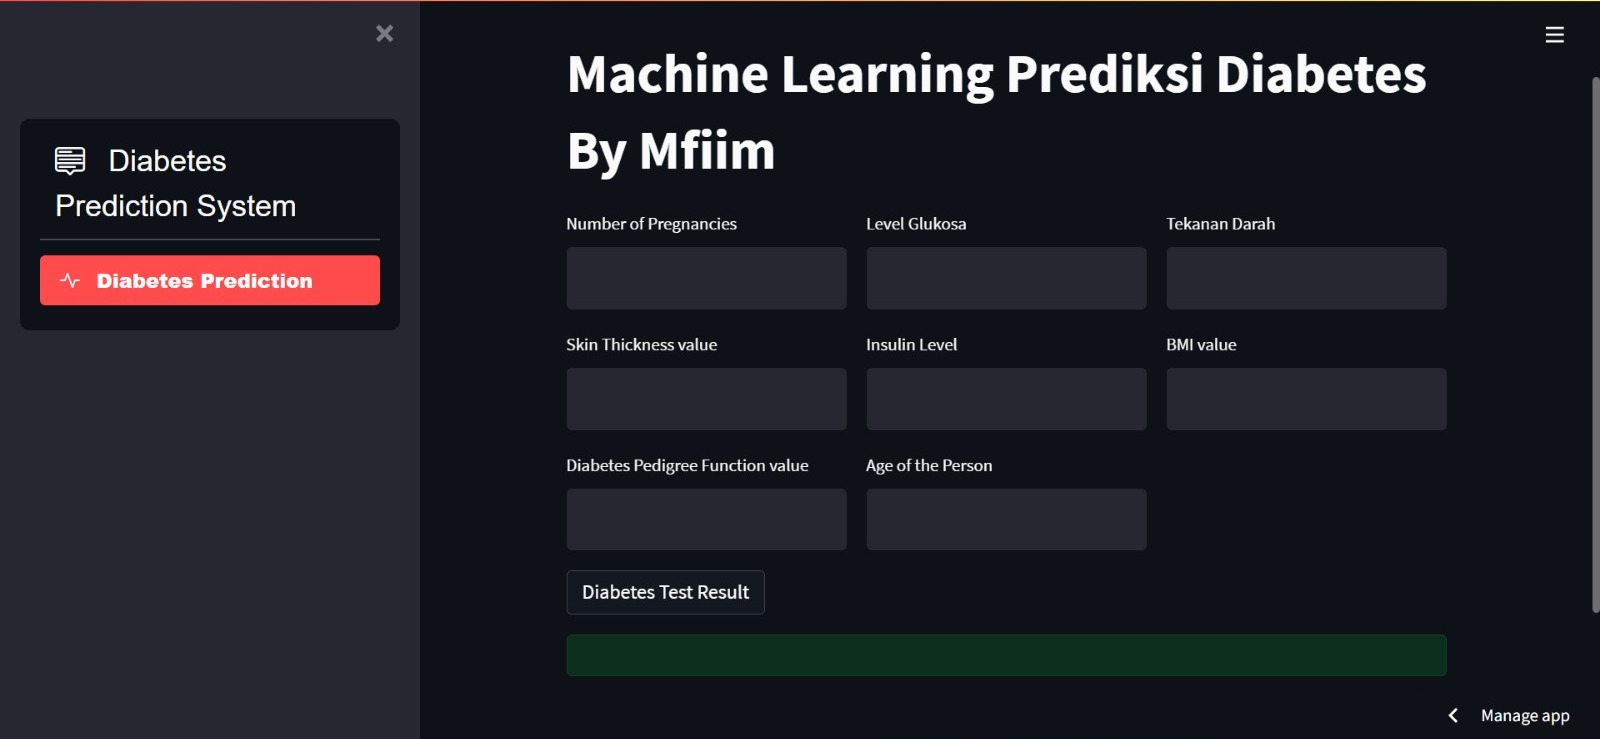 Diabetes
Prediction System
Diabetes Prediction
Machine Learning Prediksi Diabetes
By Mfiim
Number of Pregnancies
Level Glukosa
Tekanan Darah
Skin Thickness value
Insulin Level
BMI value
Diabetes Pedigree Function value
Age of the Person
Diabetes Test Result
Manage app